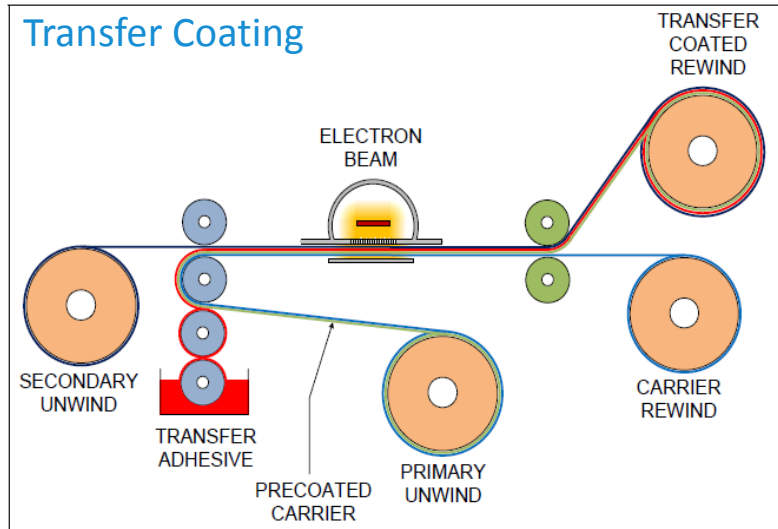 Transfer Coating
TRANSFER
COATED
REWIND
ELECTRON
BEAM
SECONDARY
UNWIND
TRANSFER
ADHESIVE
PRECOATED
CARRIER
PRIMARY
UNWIND
CARRIER
REWIND